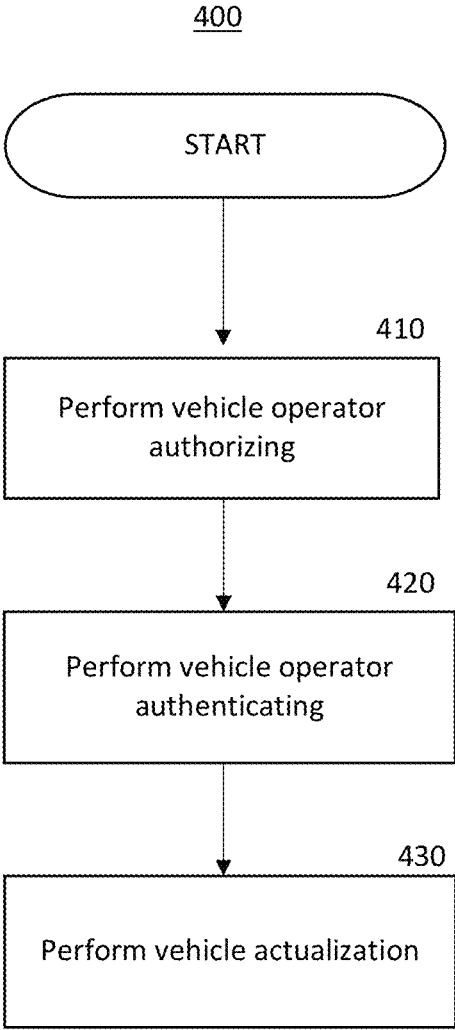 400
START
410
Perform vehicle operator
authorizing
420
Perform vehicle operator
authenticating
430
Perform vehicle actualization